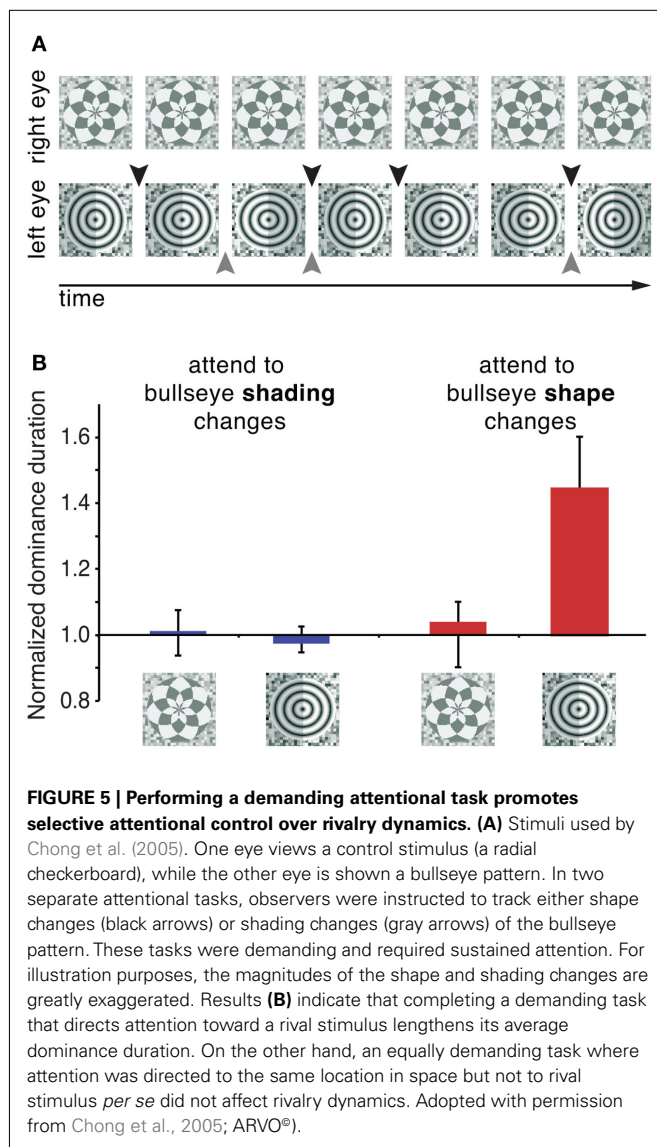 A
right eye
left eye
time
B
attend to
bullseye shading
changes
attend to
bullseye shape
changes
Normalized dominance duration
1.6
1.4
1.2
1.0
0.8
FIGURE 5 | Performing a demanding attentional task promotes
selective attentional control over rivalry dynamics. (A) Stimuli used by
Chong et al. (2005). One eye views a control stimulus (a radial
checkerboard), while the other eye is shown a bullseye pattern. In two
separate attentional tasks, observers were instructed to track either shape
changes (black arrows) or shading changes (gray arrows) of the bullseye
pattern. These tasks were demanding and required sustained attention. For
illustration purposes, the magnitudes of the shape and shading changes are
greatly exaggerated. Results (B) indicate that completing a demanding task
that directs attention toward a rival stimulus lengthens its average
dominance duration. On the other hand, an equally demanding task where
attention was directed to the same location in space but not to rival
stimulus per se did not affect rivalry dynamics. Adopted with permission
from Chong et al., 2005; ARVO©).